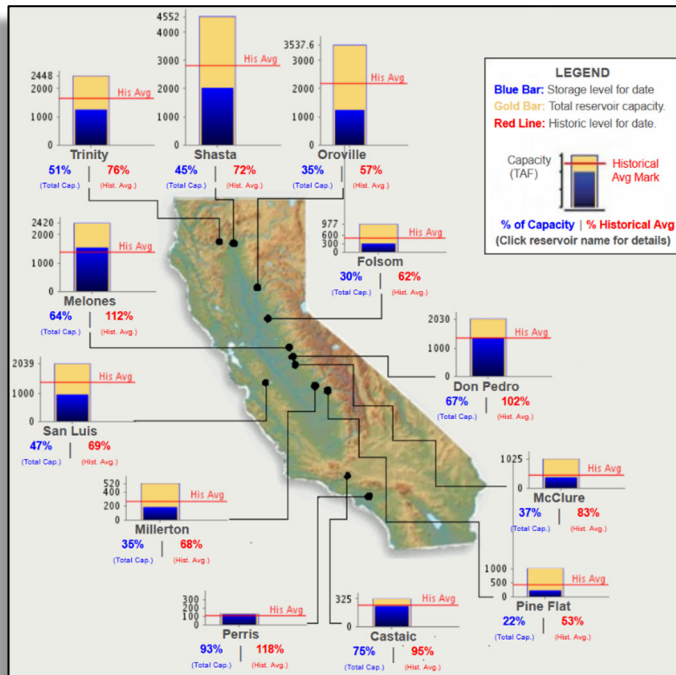 4552
4000
3000
2000
1000
0
His Avg
Shasta
45% | 72%
(Total Cap.) (Hist. Avg.)
3537.6
3000
2000
1000
0
His Avg
Oroville
35% | 57%
(Total Cap.) (Hist. Avg.)
2448
2000
1000
0
His Avg
Trinity
51% | 76%
(Total Cap.) (Hist. Avg.)
LEGEND
Blue Bar: Storage level for date
Gold Bar: Total reservoir capacity.
Red Line: Historic level for date.
Capacity
(TAF)
Historical
Avg Mark
% of Capacity | % Historical Avg
(Click reservoir name for details)
2420
2000
1000
0
His Avg
Melones
64% | 112%
(Total Cap.) (Hist. Avg.)
977
600
300
0
His Avg
Folsom
30% | 62%
(Total Cap.) (Hist. Avg.)
2030
1000
0
His Avg
Don Pedro
67% | 102%
(Total Cap.) (Hist. Avg.)
2039
1000
0
His Avg
San Luis
47% | 69%
(Total Cap.) (Hist. Avg.)
1025
0
His Avg
McClure
37% | 83%
(Total Cap.) (Hist. Avg.)
520
400
200
0
His Avg
Millerton
35% | 68%
(Total Cap.) (Hist. Avg.)
1000
500
0
His Avg
Pine Flat
22% | 53%
(Total Cap.) (Hist. Avg.)
300
200
100
0
His Avg
Perris
93% | 118%
(Total Cap.) (Hist. Avg.)
325
0
His Avg
Castaic
75% | 95%
(Total Cap.) (Hist. Avg.)